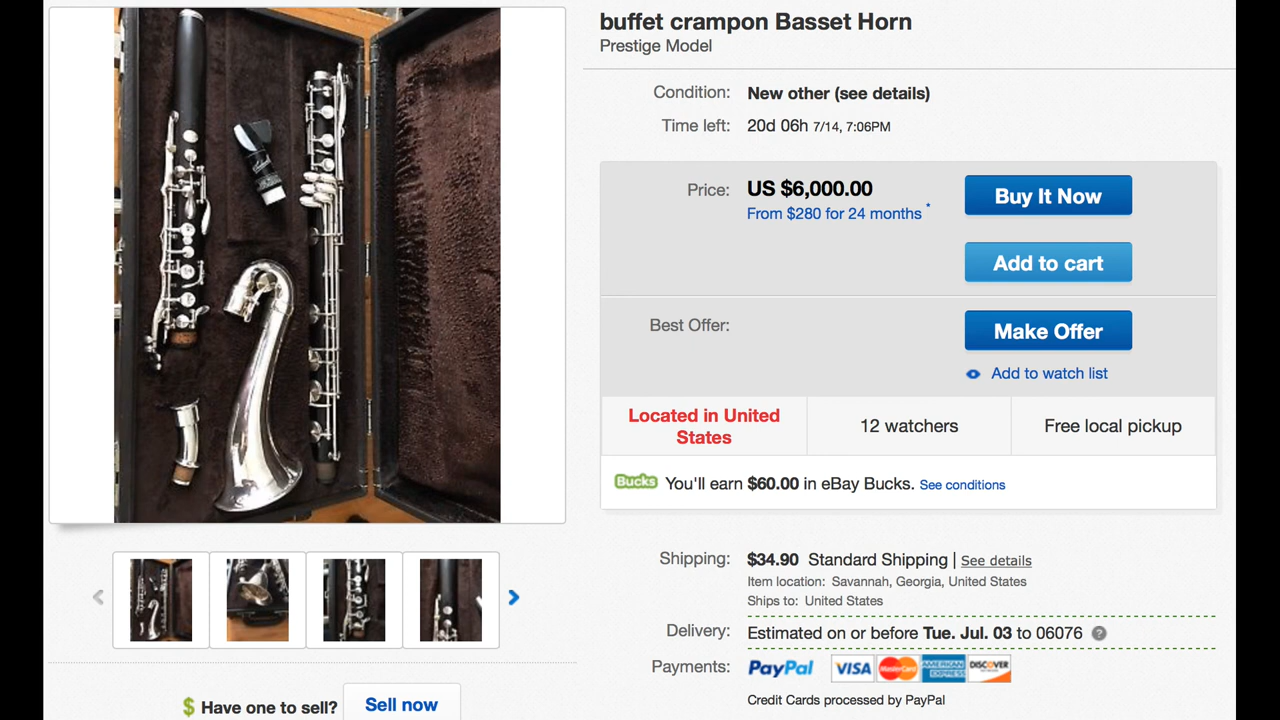 buffet crampon Basset Horn
Prestige Model
Condition: New other (see details)
Time left: 20d 06h 7/14, 7:06PM
Price: US $6,000.00
Buy It Now
From $280 for 24 months *
Add to cart
Best Offer:
Make Offer
Add to watch list
Located in United
States
12 watchers
Free local pickup
Bucks You'll earn $60.00 in eBay Bucks. See conditions
Shipping: $34.90 Standard Shipping | See details
Item location: Savannah, Georgia, United States
Ships to: United States
Delivery: Estimated on or before Tue. Jul. 03 to 06076 ?
Payments: PayPal VISA MasterCard AMERICAN EXPRESS DISCOVER
Credit Cards processed by PayPal
$ Have one to sell? Sell now